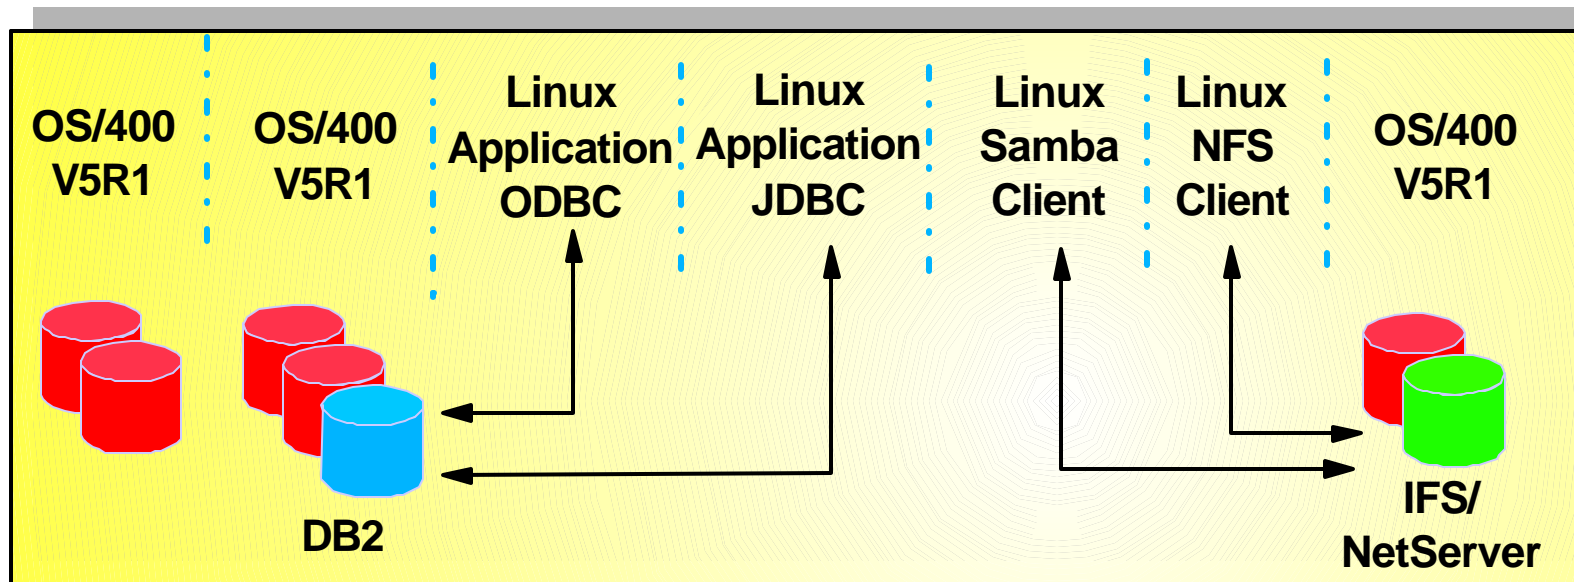 OS/400
V5R1
OS/400
V5R1
Linux
Application
ODBC
Linux
Application
JDBC
Linux
Samba
Client
Linux
NFS
Client
OS/400
V5R1
DB2
IFS/
NetServer